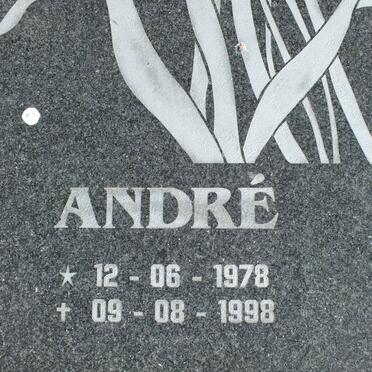 ANDRÉ
★ 12 - 06 - 1978
✝ 09 - 08 - 1998